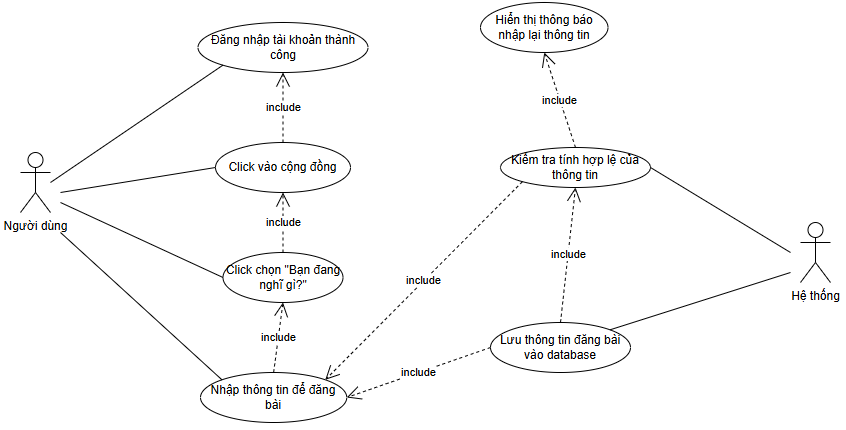 Đăng nhập tài khoản thành
công
Hiển thị thông báo
nhập lại thông tin
include
include
Click vào cộng đồng
Kiểm tra tính hợp lệ của
thông tin
Người dùng
include
include
Click chọn "Bạn đang
nghĩ gì?"
include
Hệ thống
include
Lưu thông tin đăng bài
vào database
include
Nhập thông tin để đăng
bài